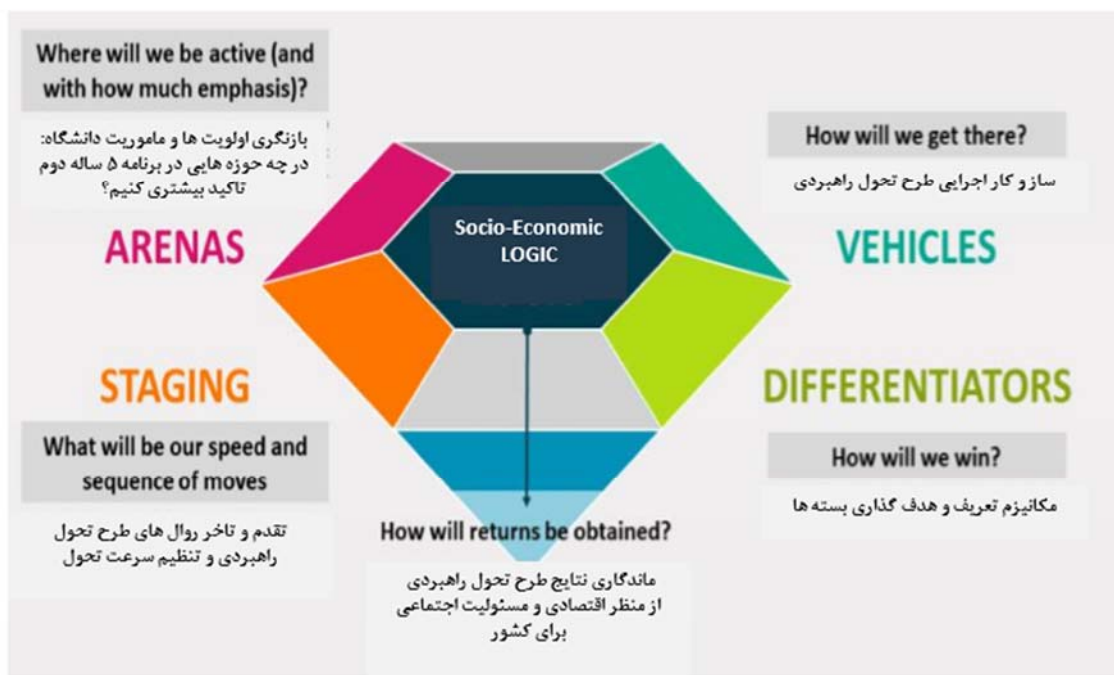 Where will we be active (and
with how much emphasis)?
بازنگری اولویت ها و ماموریت دانشگاه:
در چه حوزه هایی در برنامه ۵ ساله دوم
تاکید بیشتری کنیم؟
ARENAS
How will we get there?
ساز و کار اجرایی طرح تحول راهبردی
VEHICLES
Socio-Economic
LOGIC
STAGING
What will be our speed and
sequence of moves
تقدم و تاخر روال های طرح تحول
راهبردی و تنظیم سرعت تحول
DIFFERENTIATORS
How will we win?
مکانیزم تعریف و هدف گذاری بسته ها
How will returns be obtained?
ماندگاری نتایج طرح تحول راهبردی
از منظر اقتصادی و مسئولیت اجتماعی
برای کشور